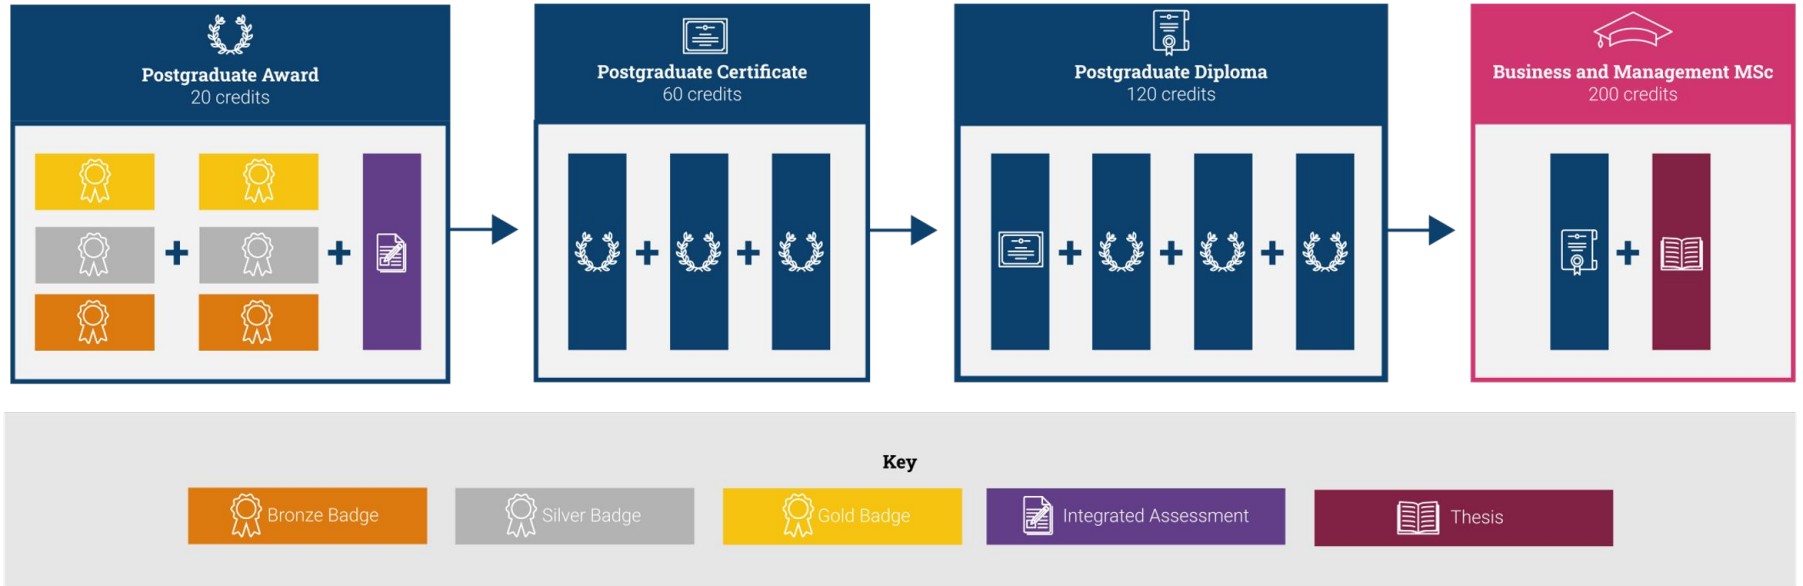 Postgraduate Award
20 credits
Postgraduate Certificate
60 credits
Postgraduate Diploma
120 credits
Business and Management MSc
200 credits
Key
Bronze Badge
Silver Badge
Gold Badge
Integrated Assessment
Thesis